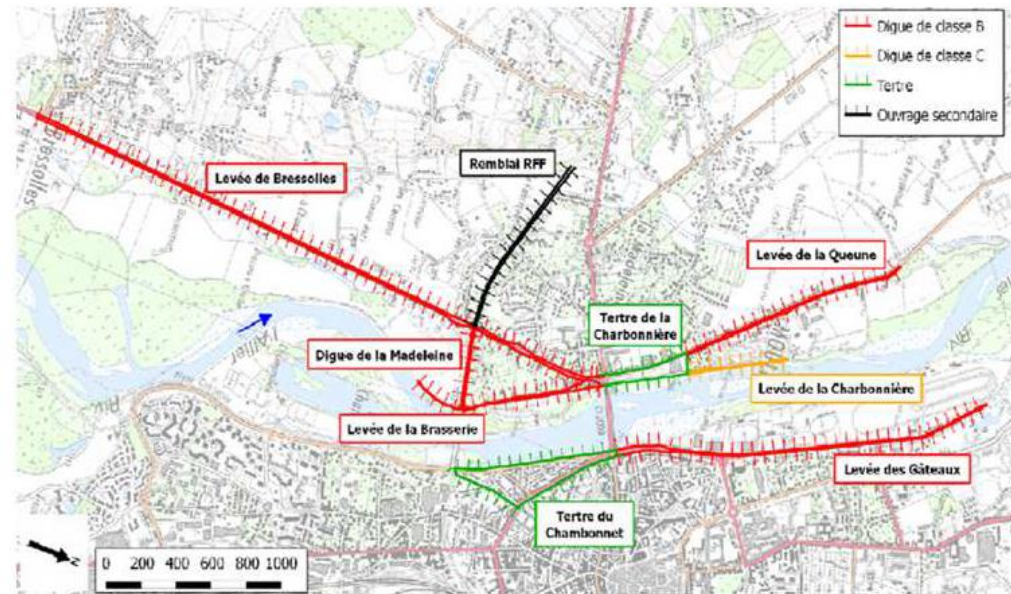 Digue de classe B
Digue de classe C
Tertre
Ouvrage secondaire
Bressolles
Levée de Bressolles
Remblai RFF
Levée de la Queune
Tertre de la
Charbonnière
Digue de la Madeleine
l'Allier
Levée de la Charbonnière
Levée de la Brasserie
Levée des Gâteaux
Tertre du
Chambonnet
N
0 200 400 600 800 1000